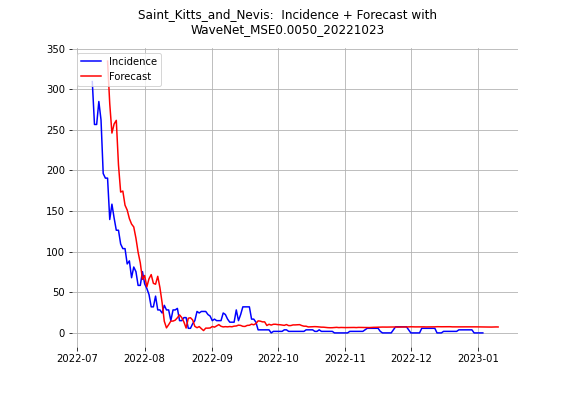 Saint_Kitts_and_Nevis:  Incidence + Forecast with
WaveNet_MSE0.0050_20221023
Incidence
Forecast
350
300
250
200
150
100
50
0
2022-07 2022-08 2022-09 2022-10 2022-11 2022-12 2023-01